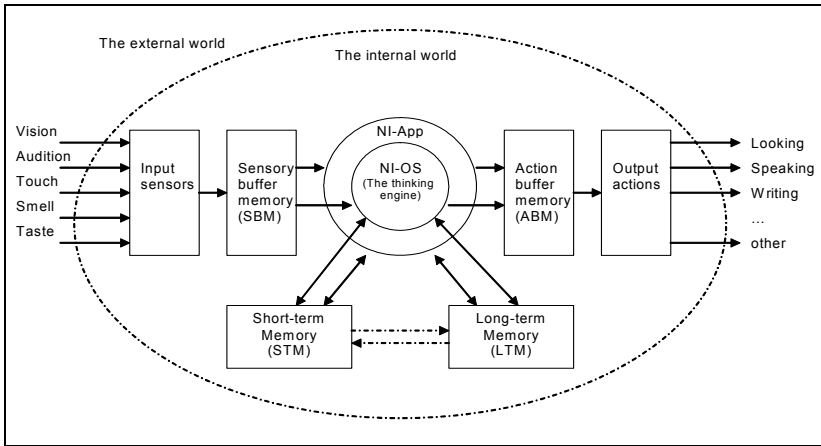 The external world
The internal world
Vision
Audition
Touch
Smell
Taste
Input
sensors
Sensory
buffer
memory
(SBM)
NI-App
NI-OS
(The thinking
engine)
Action
buffer
memory
(ABM)
Output
actions
Looking
Speaking
Writing
...
other
Short-term
Memory
(STM)
Long-term
Memory
(LTM)